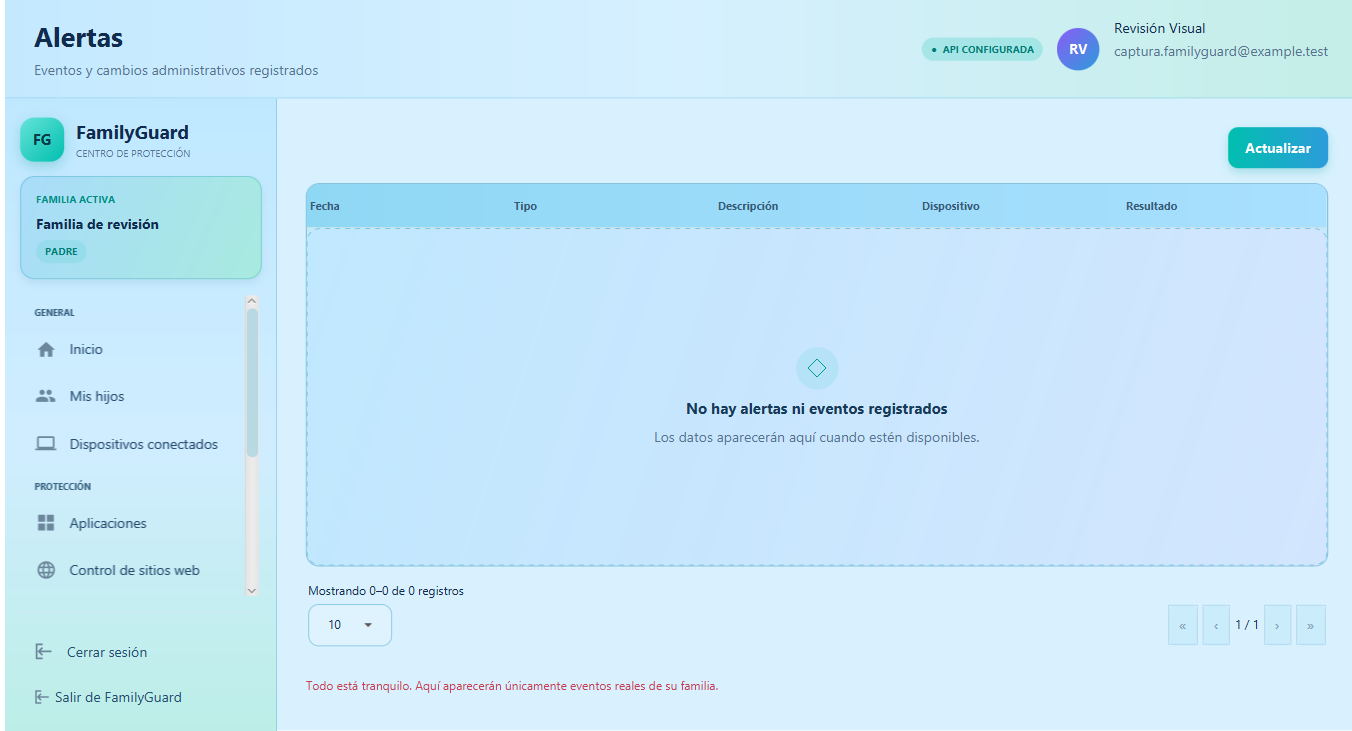 Alertas
Eventos y cambios administrativos registrados
• API CONFIGURADA
RV
Revisión Visual
captura.familyguard@example.test
FG
FamilyGuard
CENTRO DE PROTECCIÓN
FAMILIA ACTIVA
Familia de revisión
PADRE
GENERAL
Inicio
Mis hijos
Dispositivos conectados
PROTECCIÓN
Aplicaciones
Control de sitios web
Cerrar sesión
Salir de FamilyGuard
Actualizar
Fecha Tipo Descripción Dispositivo Resultado
No hay alertas ni eventos registrados
Los datos aparecerán aquí cuando estén disponibles.
Mostrando 0–0 de 0 registros
10
« ‹ 1 / 1 › »
Todo está tranquilo. Aquí aparecerán únicamente eventos reales de su familia.